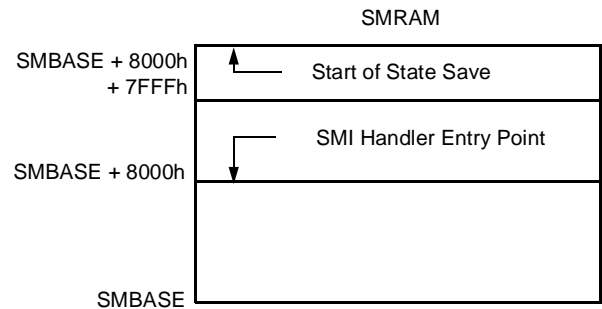 SMRAM
SMBASE + 8000h
+ 7FFFh
Start of State Save
SMI Handler Entry Point
SMBASE + 8000h
SMBASE